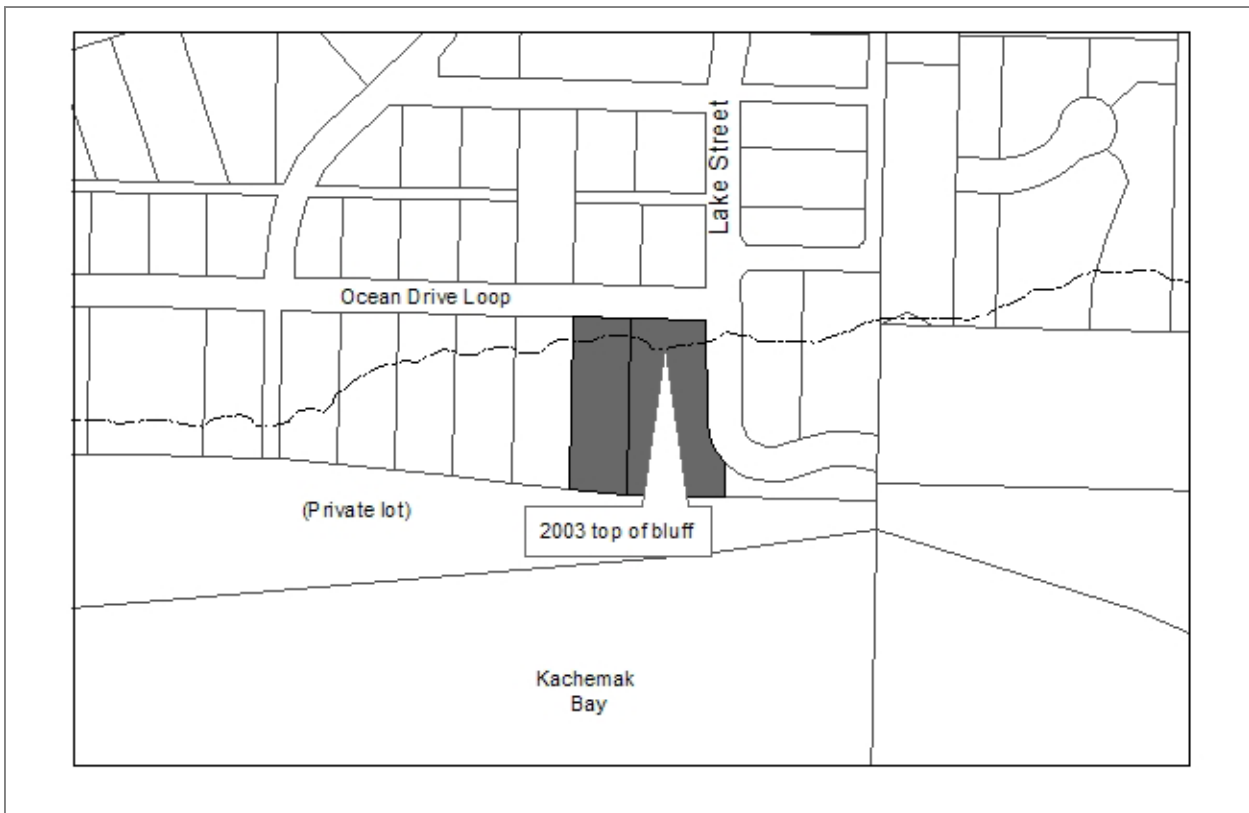 Lake Street
Ocean Drive Loop
(Private lot)
2003 top of bluff
Kachemak
Bay